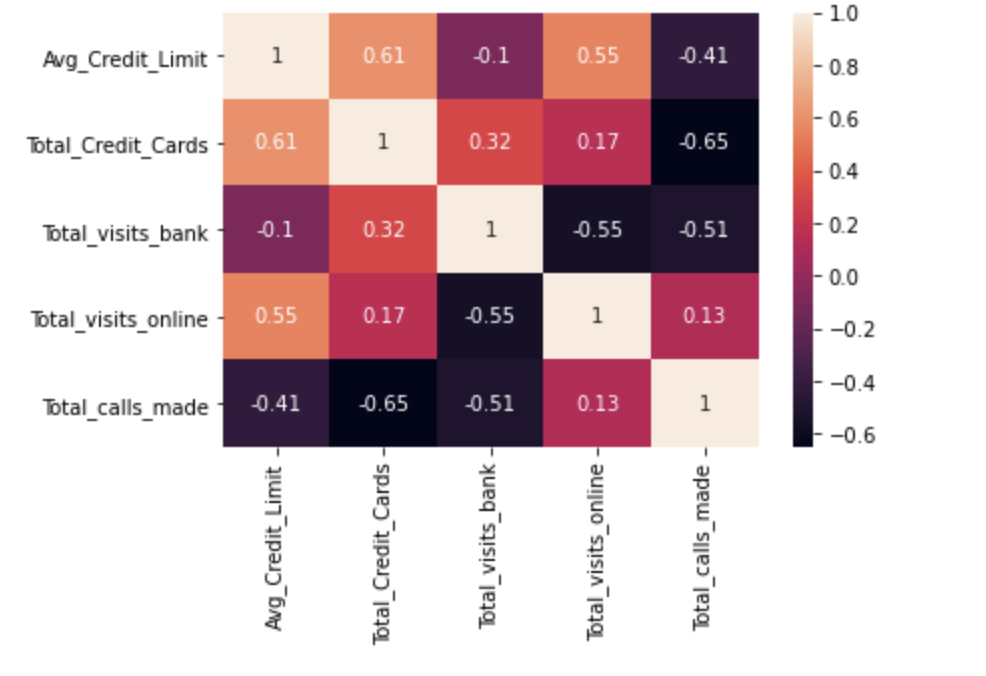 Avg_Credit_Limit 1 0.61 -0.1 0.55 -0.41
Total_Credit_Cards 0.61 1 0.32 0.17 -0.65
Total_visits_bank -0.1 0.32 1 -0.55 -0.51
Total_visits_online 0.55 0.17 -0.55 1 0.13
Total_calls_made -0.41 -0.65 -0.51 0.13 1
Avg_Credit_Limit
Total_Credit_Cards
Total_visits_bank
Total_visits_online
Total_calls_made
1.0
0.8
0.6
0.4
0.2
0.0
−0.2
−0.4
−0.6